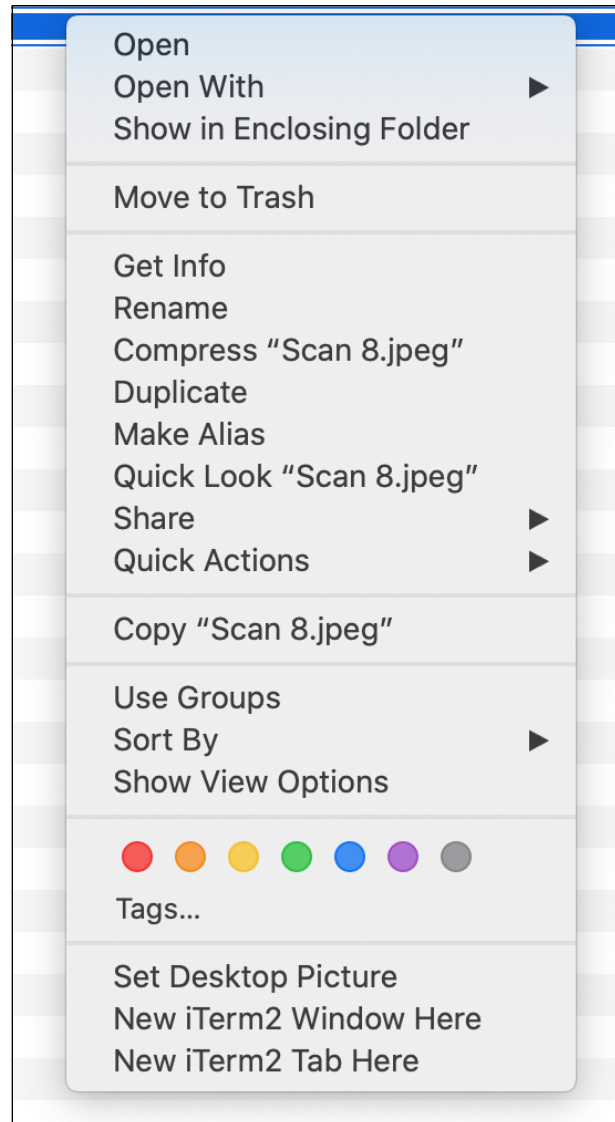 Open
Open With
Show in Enclosing Folder
Move to Trash
Get Info
Rename
Compress “Scan 8.jpeg”
Duplicate
Make Alias
Quick Look “Scan 8.jpeg”
Share
Quick Actions
Copy “Scan 8.jpeg”
Use Groups
Sort By
Show View Options
Tags...
Set Desktop Picture
New iTerm2 Window Here
New iTerm2 Tab Here